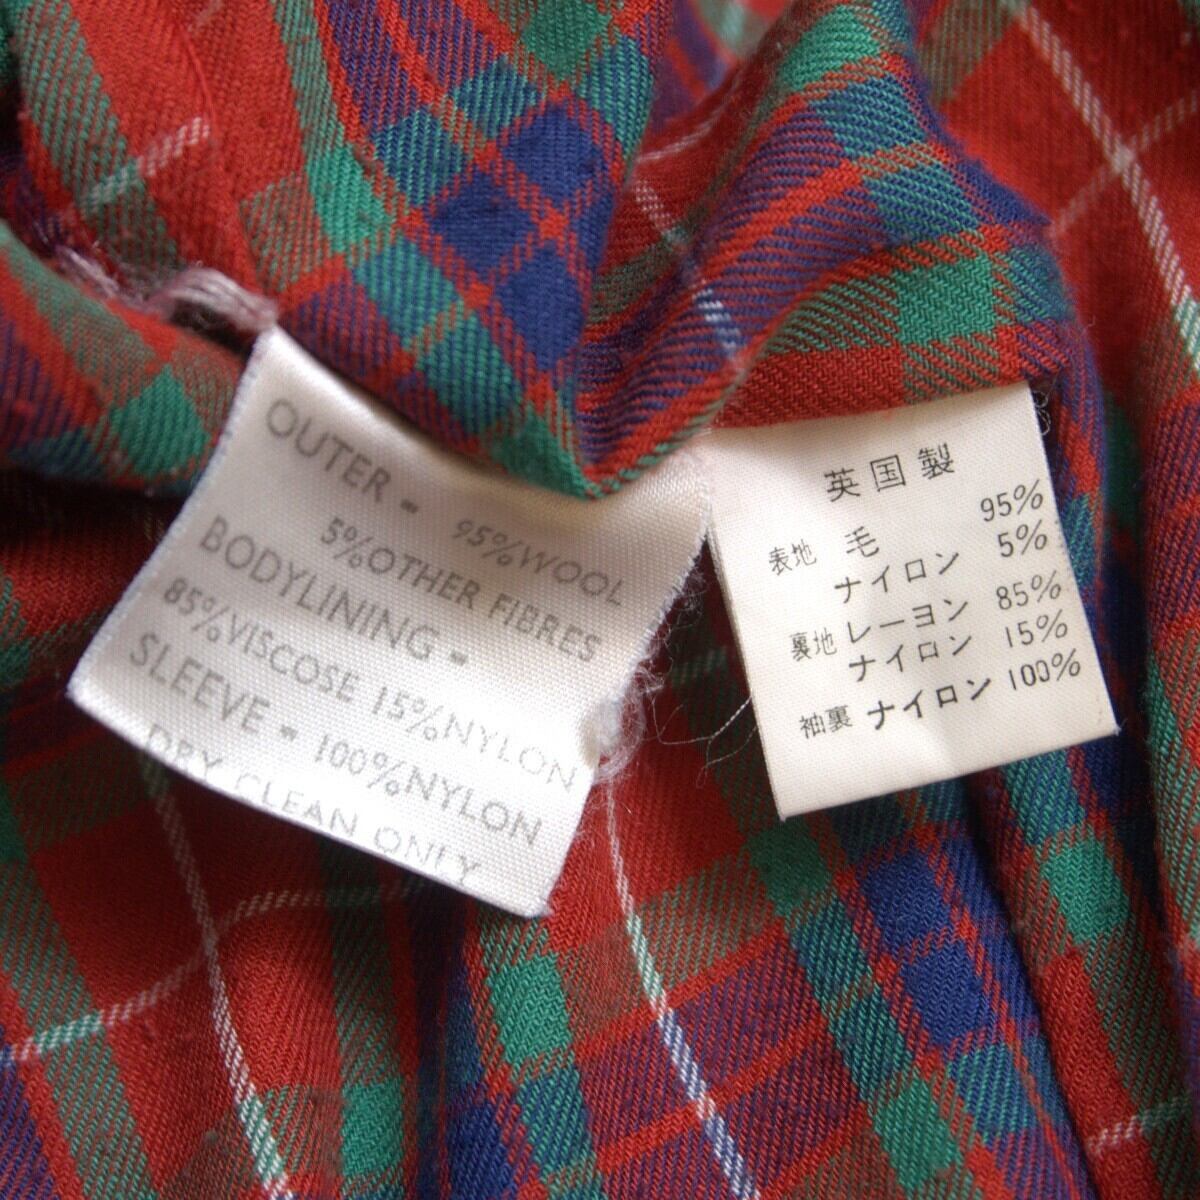 OUTER - 95%WOOL
5%OTHER FIBRES
BODYLINING -
85%VISCOSE 15%NYLON
SLEEVE - 100%NYLON
DRY CLEAN ONLY
英国製
表地 毛 95%
ナイロン 5%
裏地 レーヨン 85%
ナイロン 15%
袖裏 ナイロン 100%